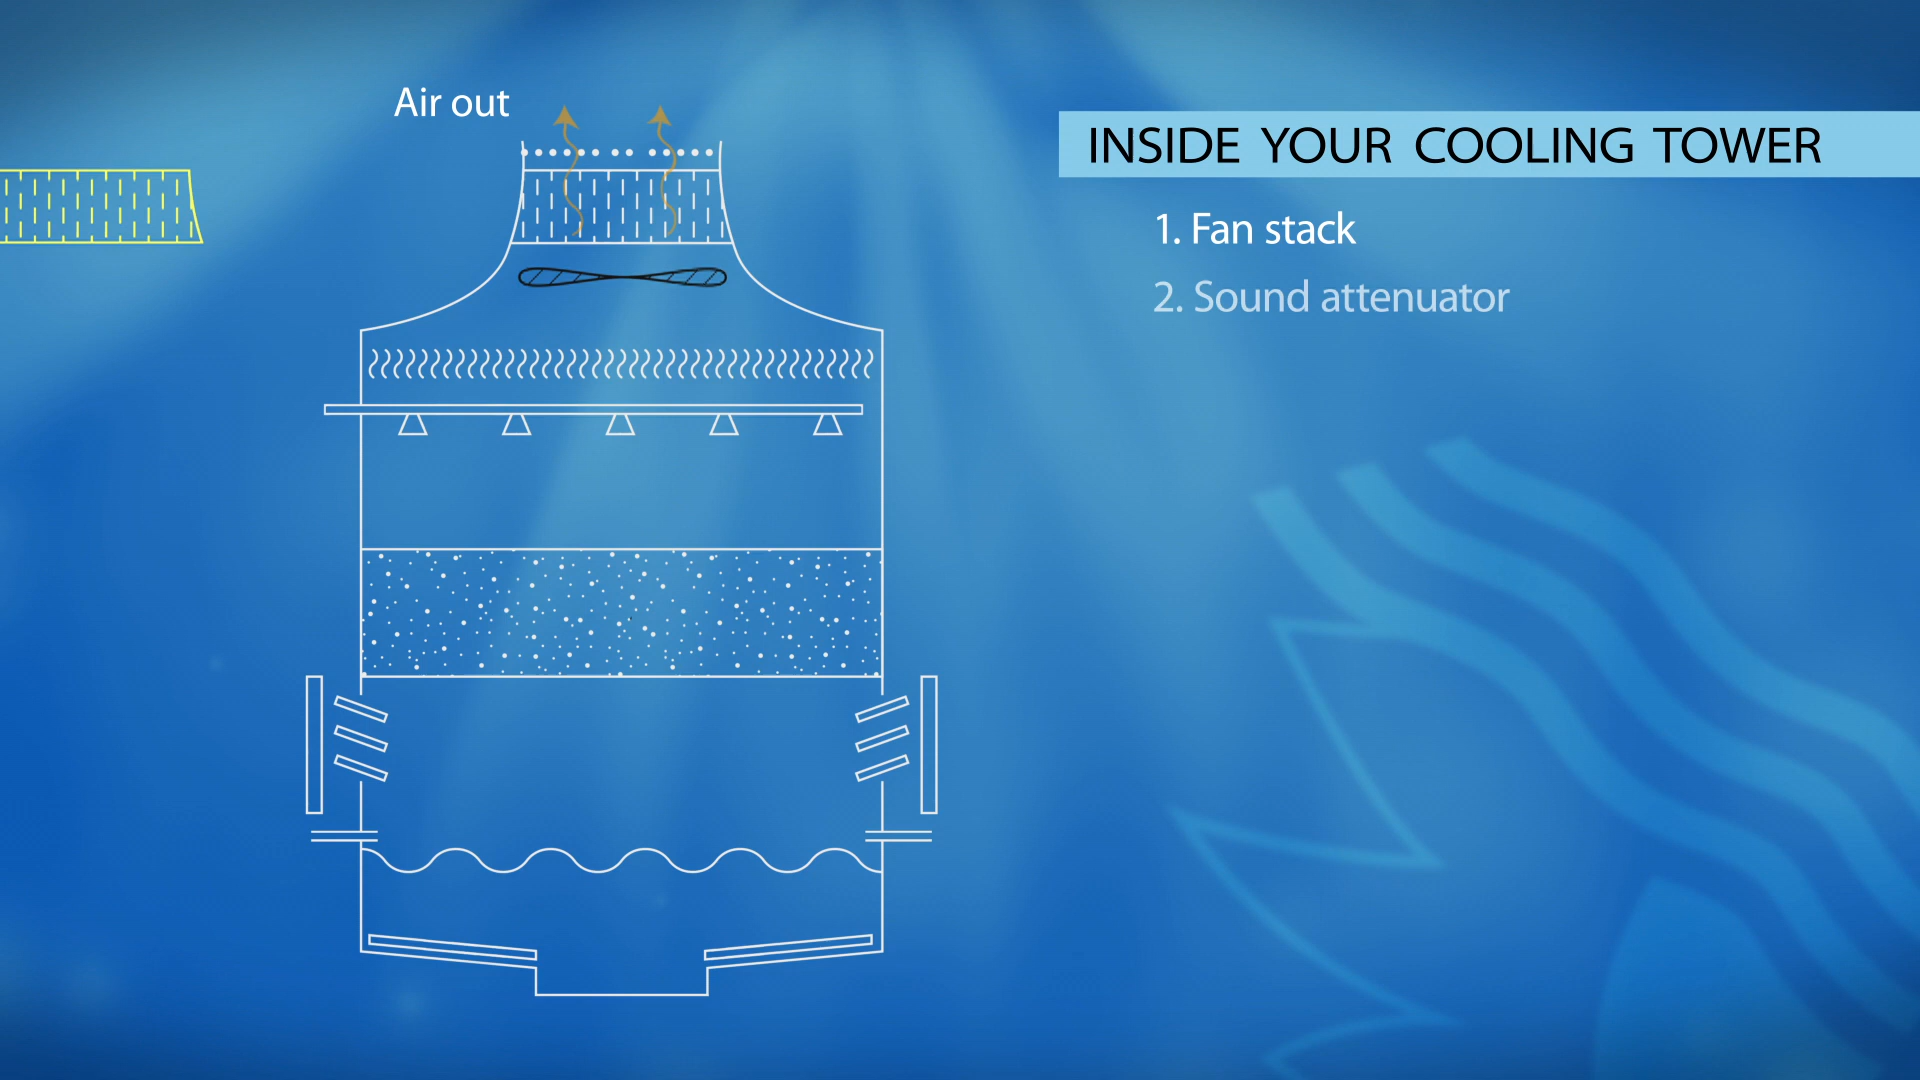 Air out
INSIDE YOUR COOLING TOWER
1. Fan stack
2. Sound attenuator